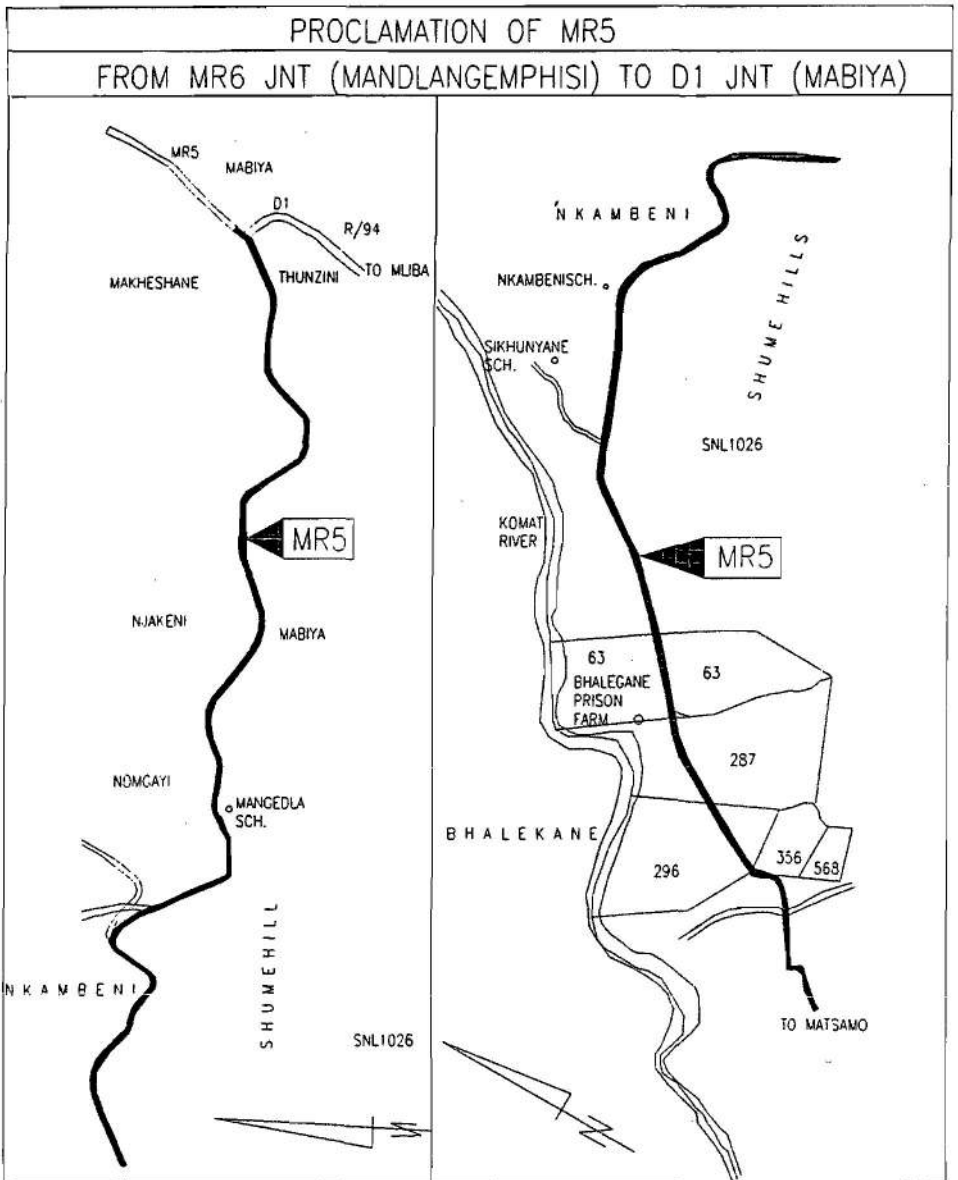 PROCLAMATION OF MR5
FROM MR6 JNT (MANDLANGEMPHISI) TO D1 JNT (MABIYA)
MR5
MABIYA
D1
R/94
TO MLIBA
MAKHESHANE
THUNZINI
MR5
NJAKENI
MABIYA
NOMGAYI
MANGEDLA
SCH.
NKAMBENI
SHUMEHILL
SNL1026
N
NKAMBENI
NKAMBENISCH.
SHUME HILLS
SIKHUNYANE
SCH.
SNL1026
KOMAT
RIVER
MR5
63
63
BHALEGANE
PRISON
FARM
287
BHALEKANE
296
356
568
TO MATSAMO
N